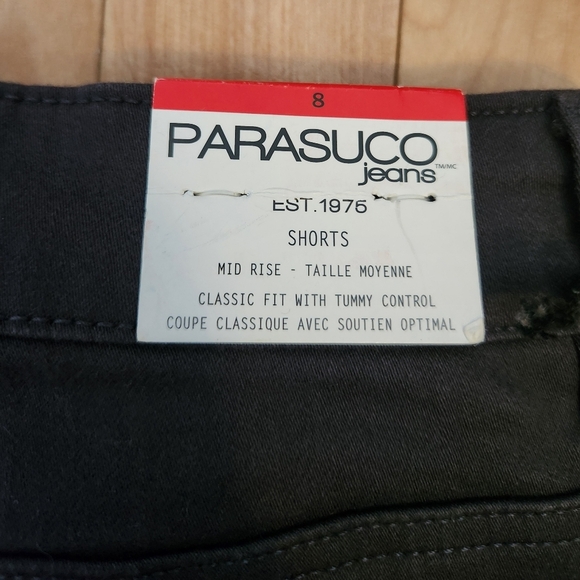 8
PARASUCO
jeans TM/MC
EST.1976
SHORTS
MID RISE - TAILLE MOYENNE
CLASSIC FIT WITH TUMMY CONTROL
COUPE CLASSIQUE AVEC SOUTIEN OPTIMAL